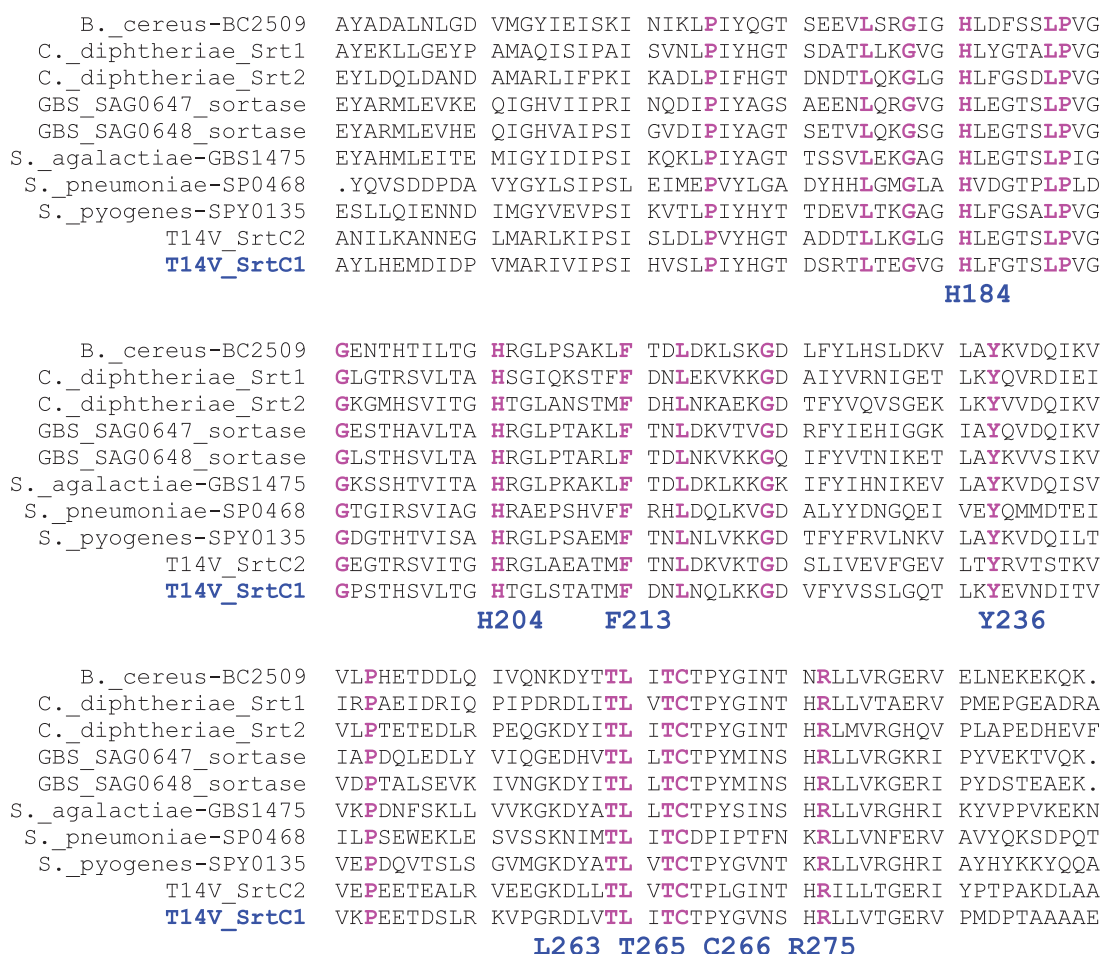 B._cereus-BC2509 AYADALNLGD VMGYIEISKI NIKLPIYQGT SEEVLSRGIG HLDFSSLPVG
C._diphtheriae_Srt1 AYEKLLGEYP AMAQISIPAI SVNLPIYHGT SDATLLKGVG HLYGTALPVG
C._diphtheriae_Srt2 EYLDQLDAND AMARLIFPKI KADLPIFHGT DNDTLQKGLG HLFGSDLPVG
GBS_SAG0647_sortase EYARMLEVKE QIGHVIIPRI NQDIPIYAGS AEENLQRGVG HLEGTSLPVG
GBS_SAG0648_sortase EYARMLEVHE QIGHVAIPSI GVDIPIYAGT SETVLQKGSG HLEGTSLPVG
S._agalactiae-GBS1475 EYAHMLEITE MIGYIDIPSI KQKLPIYAGT TSSVLEKGAG HLEGTSLPIG
S._pneumoniae-SP0468 .YQVSDDPDA VYGYLSIPSL EIMEPVYLGA DYHHLGMGLA HVDGTPLPLD
S._pyogenes-SPY0135 ESLLQIENND IMGYVEVPSI KVTLPIYHYT TDEVLTKGAG HLFGSALPVG
T14V_SrtC2 ANILKANNEG LMARLKIPSI SLDLPVYHGT ADDTLLKGLG HLEGTSLPVG
T14V_SrtC1 AYLHEMDIDP VMARIVIPSI HVSLPIYHGT DSRTLTEGVG HLFGTSLPVG
H184
B._cereus-BC2509 GENTHTILTG HRGLPSAKLF TDLDKLSKGD LFYLHSLDKV LAYKVDQIKV
C._diphtheriae_Srt1 GLGTRSVLTA HSGIQKSTFF DNLEKVKKGD AIYVRNIGET LKYQVRDIEI
C._diphtheriae_Srt2 GKGMHSVITG HTGLANSTMF DHLNKAEKGD TFYVQVSGEK LKYVVDQIKV
GBS_SAG0647_sortase GESTHAVLTA HRGLPTAKLF TNLDKVTVGD RFYIEHIGGK IAYQVDQIKV
GBS_SAG0648_sortase GLSTHSVLTA HRGLPTARLF TDLNKVKKGQ IFYVTNIKET LAYKVVSIKV
S._agalactiae-GBS1475 GKSSHTVITA HRGLPKAKLF TDLDKLKKGK IFYIHNIKEV LAYKVDQISV
S._pneumoniae-SP0468 GTGIRSVIAG HRAEPSHVFF RHLDQLKVGD ALYYDNGQEI VEYQMMDTEI
S._pyogenes-SPY0135 GDGTHTVISA HRGLPSAEMF TNLNLVKKGD TFYFRVLNKV LAYKVDQILT
T14V_SrtC2 GEGTRSVITG HRGLAEATMF TNLDKVKTGD SLIVEVFGEV LTYRVTSTKV
T14V_SrtC1 GPSTHSVLTG HTGLSTATMF DNLNQLKKGD VFYVSSLGQT LKYEVNDITV
H204 F213 Y236
B._cereus-BC2509 VLPHETDDLQ IVQNKDYTTL ITCTPYGINT NRLLVRGERV ELNEKEKQK.
C._diphtheriae_Srt1 IRPAEIDRIQ PIPDRDLITL VTCTPYGINT HRLLVTAERV PMEPGEADRA
C._diphtheriae_Srt2 VLPTETEDLR PEQGKDYITL ITCTPYGINT HRLMVRGHQV PLAPEDHEVF
GBS_SAG0647_sortase IAPDQLEDLY VIQGEDHVTL LTCTPYMINS HRLLVRGKRI PYVEKTVQK.
GBS_SAG0648_sortase VDPTALSEVK IVNGKDYITL LTCTPYMINS HRLLVKGERI PYDSTEAEK.
S._agalactiae-GBS1475 VKPDNFSKLL VVKGKDYATL LTCTPYSINS HRLLVRGHRI KYVPPVKEKN
S._pneumoniae-SP0468 ILPSEWEKLE SVSSKNIMTL ITCDPIPTFN KRLLVNFERV AVYQKSDPQT
S._pyogenes-SPY0135 VEPDQVTSLS GVMGKDYATL VTCTPYGVNT KRLLVRGHRI AYHYKKYQQA
T14V_SrtC2 VEPEETEALR VEEGKDLLTL VTCTPLGINT HRILLTGERI YPTPAKDLAA
T14V_SrtC1 VKPEETDSLR KVPGRDLVTL ITCTPYGVNS HRLLVTGERV PMDPTAAAAE
L263 T265 C266 R275